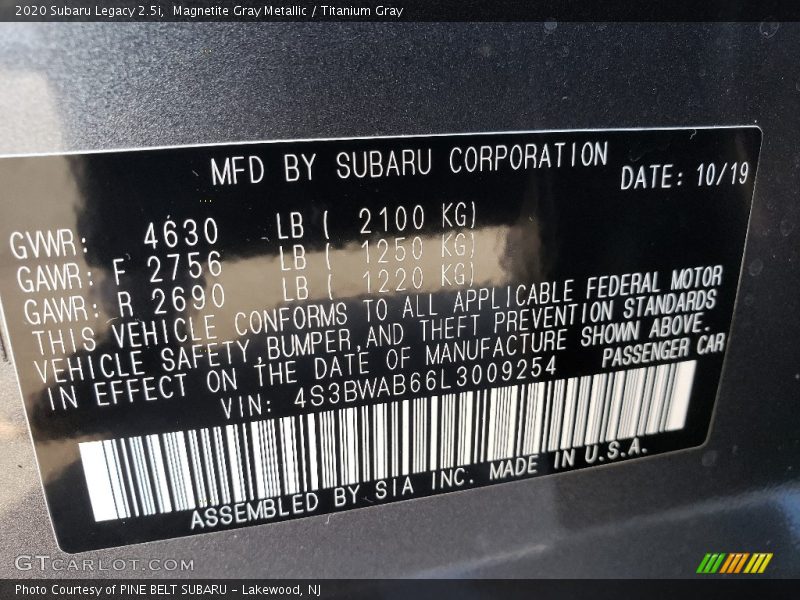 2020 Subaru Legacy 2.5i,  Magnetite Gray Metallic / Titanium Gray
MFD BY SUBARU CORPORATION
DATE: 10/19
GVWR: 4630 LB ( 2100 KG)
GAWR: F 2756 LB ( 1250 KG)
GAWR: R 2690 LB ( 1220 KG)
THIS VEHICLE CONFORMS TO ALL APPLICABLE FEDERAL MOTOR
VEHICLE SAFETY,BUMPER,AND THEFT PREVENTION STANDARDS
IN EFFECT ON THE DATE OF MANUFACTURE SHOWN ABOVE.
VIN: 4S3BWAB66L3009254 PASSENGER CAR
ASSEMBLED BY SIA INC. MADE IN U.S.A.
GTCARLOT.COM
Photo Courtesy of PINE BELT SUBARU - Lakewood, NJ